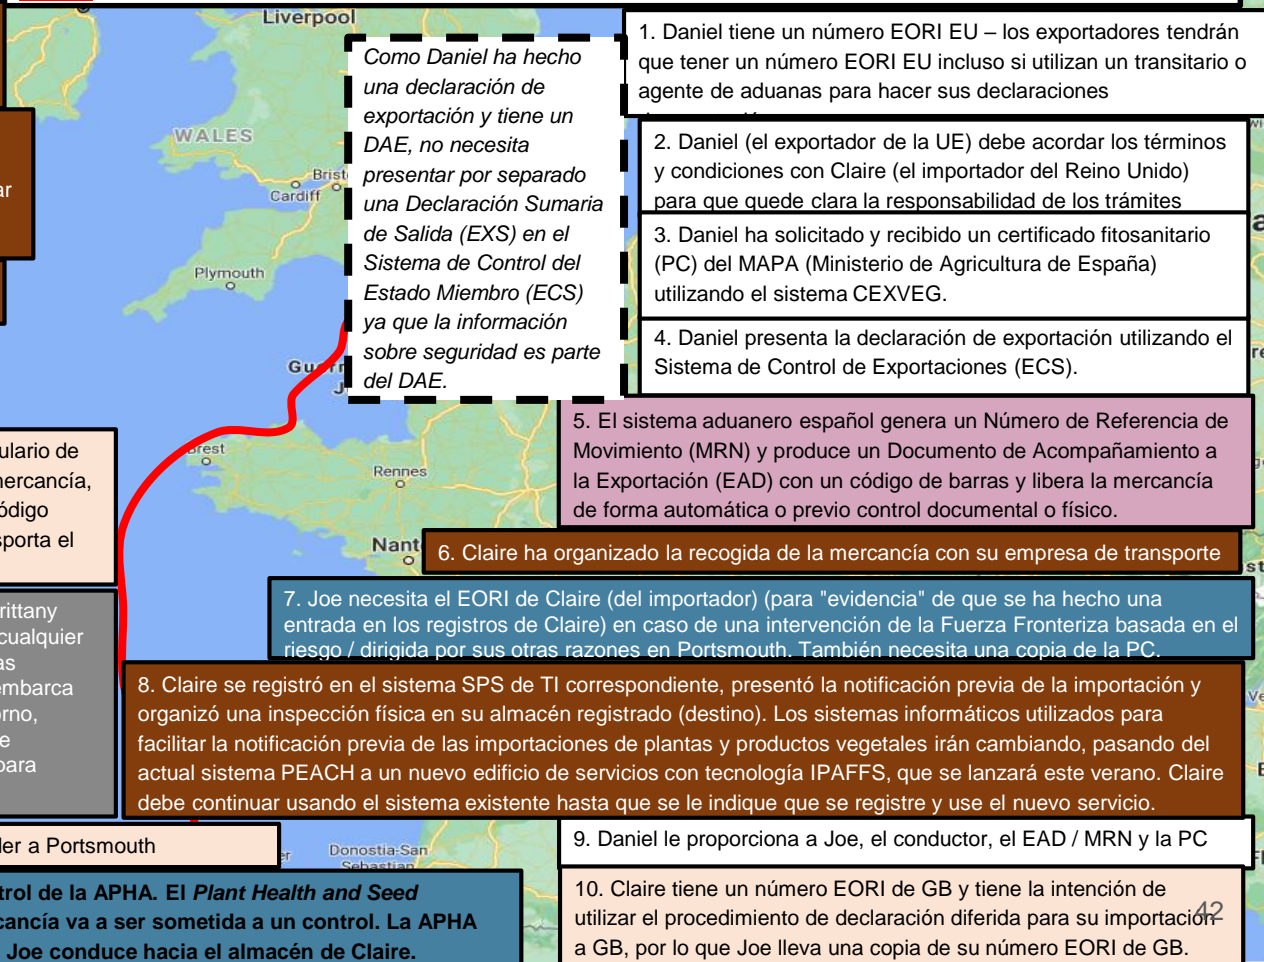 Liverpool
WALES
Brist
Cardiff
Plymouth
Gu
Brest
Rennes
Nant
Donostia-San
Sebastian
Como Daniel ha hecho
una declaración de
exportación y tiene un
DAE, no necesita
presentar por separado
una Declaración Sumaria
de Salida (EXS) en el
Sistema de Control del
Estado Miembro (ECS)
ya que la información
sobre seguridad es parte
del DAE.
1. Daniel tiene un número EORI EU – los exportadores tendrán
que tener un número EORI EU incluso si utilizan un transitario o
agente de aduanas para hacer sus declaraciones
2. Daniel (el exportador de la UE) debe acordar los términos
y condiciones con Claire (el importador del Reino Unido)
para que quede clara la responsabilidad de los trámites
3. Daniel ha solicitado y recibido un certificado fitosanitario
(PC) del MAPA (Ministerio de Agricultura de España)
utilizando el sistema CEXVEG.
4. Daniel presenta la declaración de exportación utilizando el
Sistema de Control de Exportaciones (ECS).
5. El sistema aduanero español genera un Número de Referencia de
Movimiento (MRN) y produce un Documento de Acompañamiento a
la Exportación (EAD) con un código de barras y libera la mercancía
de forma automática o previo control documental o físico.
6. Claire ha organizado la recogida de la mercancía con su empresa de transporte
7. Joe necesita el EORI de Claire (del importador) (para "evidencia" de que se ha hecho una
entrada en los registros de Claire) en caso de una intervención de la Fuerza Fronteriza basada en el
riesgo / dirigida por sus otras razones en Portsmouth. También necesita una copia de la PC.
8. Claire se registró en el sistema SPS de TI correspondiente, presentó la notificación previa de la importación y
organizó una inspección física en su almacén registrado (destino). Los sistemas informáticos utilizados para
facilitar la notificación previa de las importaciones de plantas y productos vegetales irán cambiando, pasando del
actual sistema PEACH a un nuevo edificio de servicios con tecnología IPAFFS, que se lanzará este verano. Claire
debe continuar usando el sistema existente hasta que se le indique que se registre y use el nuevo servicio.
9. Daniel le proporciona a Joe, el conductor, el EAD / MRN y la PC
10. Claire tiene un número EORI de GB y tiene la intención de
utilizar el procedimiento de declaración diferida para su importación
a GB, por lo que Joe lleva una copia de su número EORI de GB.
42
ar
ulario de
mercancía,
ódigo
sporta el
rittany
cualquier
as
embarca
orno,
e
para
der a Portsmouth
trol de la APHA. El Plant Health and Seed
cancía va a ser sometida a un control. La APHA
Joe conduce hacia el almacén de Claire.